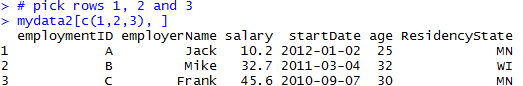 > # pick rows 1, 2 and 3
> mydata2[c(1,2,3), ]
  employmentID employerName salary  startDate age ResidencyState
1            A         Jack   10.2 2012-01-02  25             MN
2            B         Mike   32.7 2011-03-04  32             WI
3            C        Frank   45.6 2010-09-07  30             MN